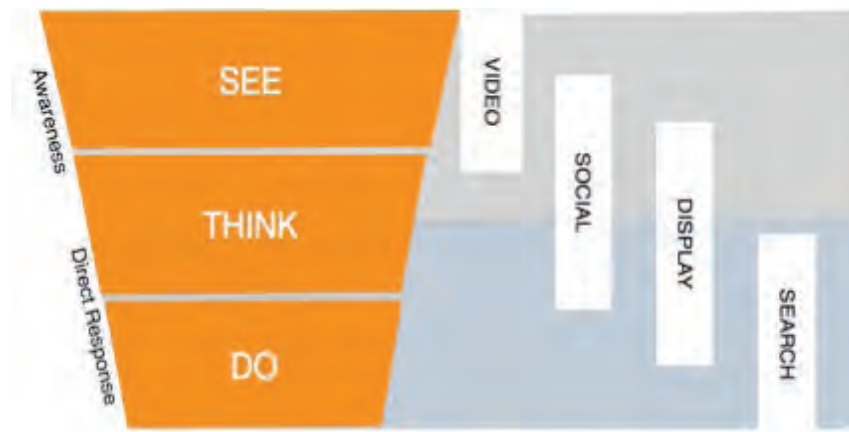 SEE
THINK
DO
Awareness
Direct Response
VIDEO
SOCIAL
DISPLAY
SEARCH